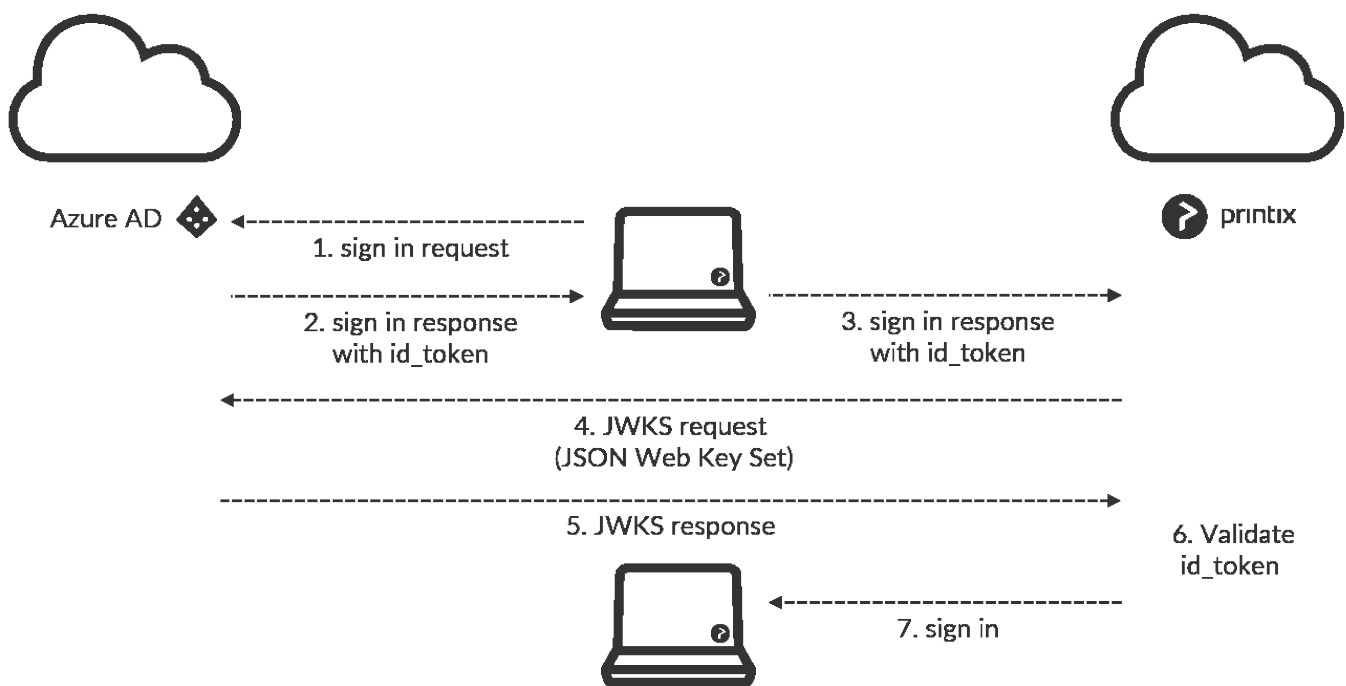 Azure AD
printix
1. sign in request
2. sign in response
with id_token
3. sign in response
with id_token
4. JWKS request
(JSON Web Key Set)
5. JWKS response
6. Validate
id_token
7. sign in